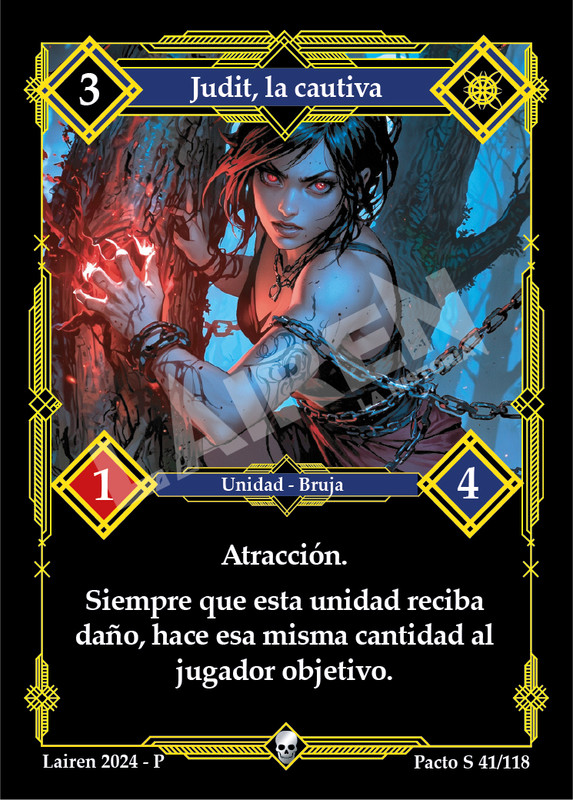 3
Judit, la cautiva
LAIREN
1
Unidad - Bruja
4
Atracción.
Siempre que esta unidad reciba
daño, hace esa misma cantidad al
jugador objetivo.
Lairen 2024 - P
Pacto S 41/118